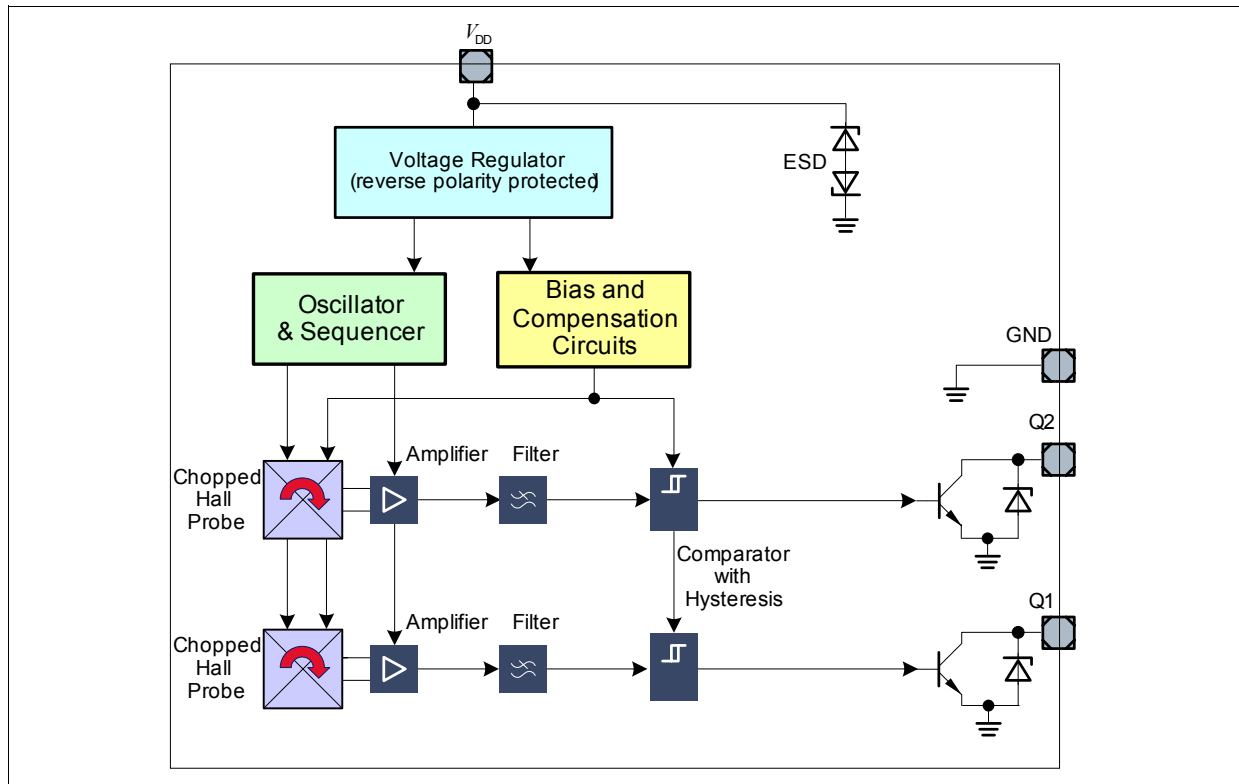 VDD
Voltage Regulator
(reverse polarity protected)
ESD
Oscillator
& Sequencer
Bias and
Compensation
Circuits
GND
Q2
Amplifier
Filter
Chopped
Hall
Probe
Comparator
with
Hysteresis
Q1
Amplifier
Filter
Chopped
Hall
Probe